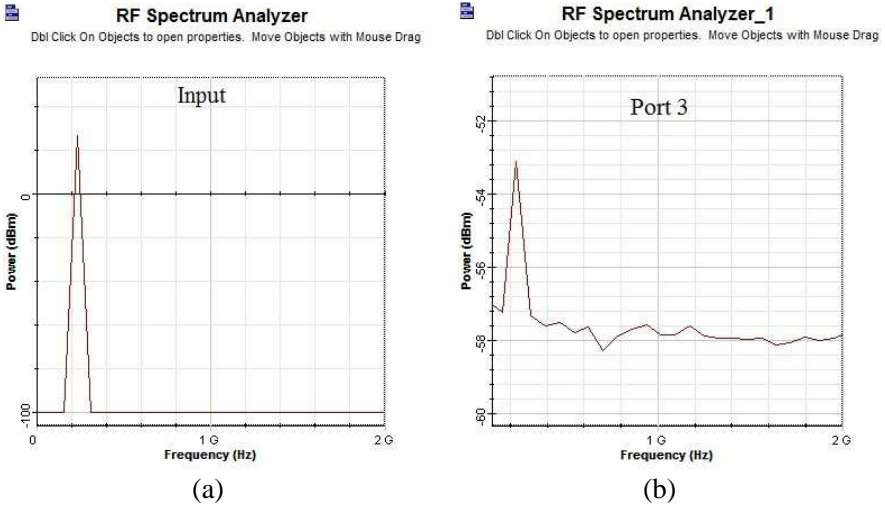 RF Spectrum Analyzer
Dbl Click On Objects to open properties. Move Objects with Mouse Drag
Input
0
-100
Power (dBm)
0
1 G
2 G
Frequency (Hz)
(a)
RF Spectrum Analyzer_1
Dbl Click On Objects to open properties. Move Objects with Mouse Drag
Port 3
-52
-54
-56
-58
-60
Power (dBm)
1 G
2 G
Frequency (Hz)
(b)